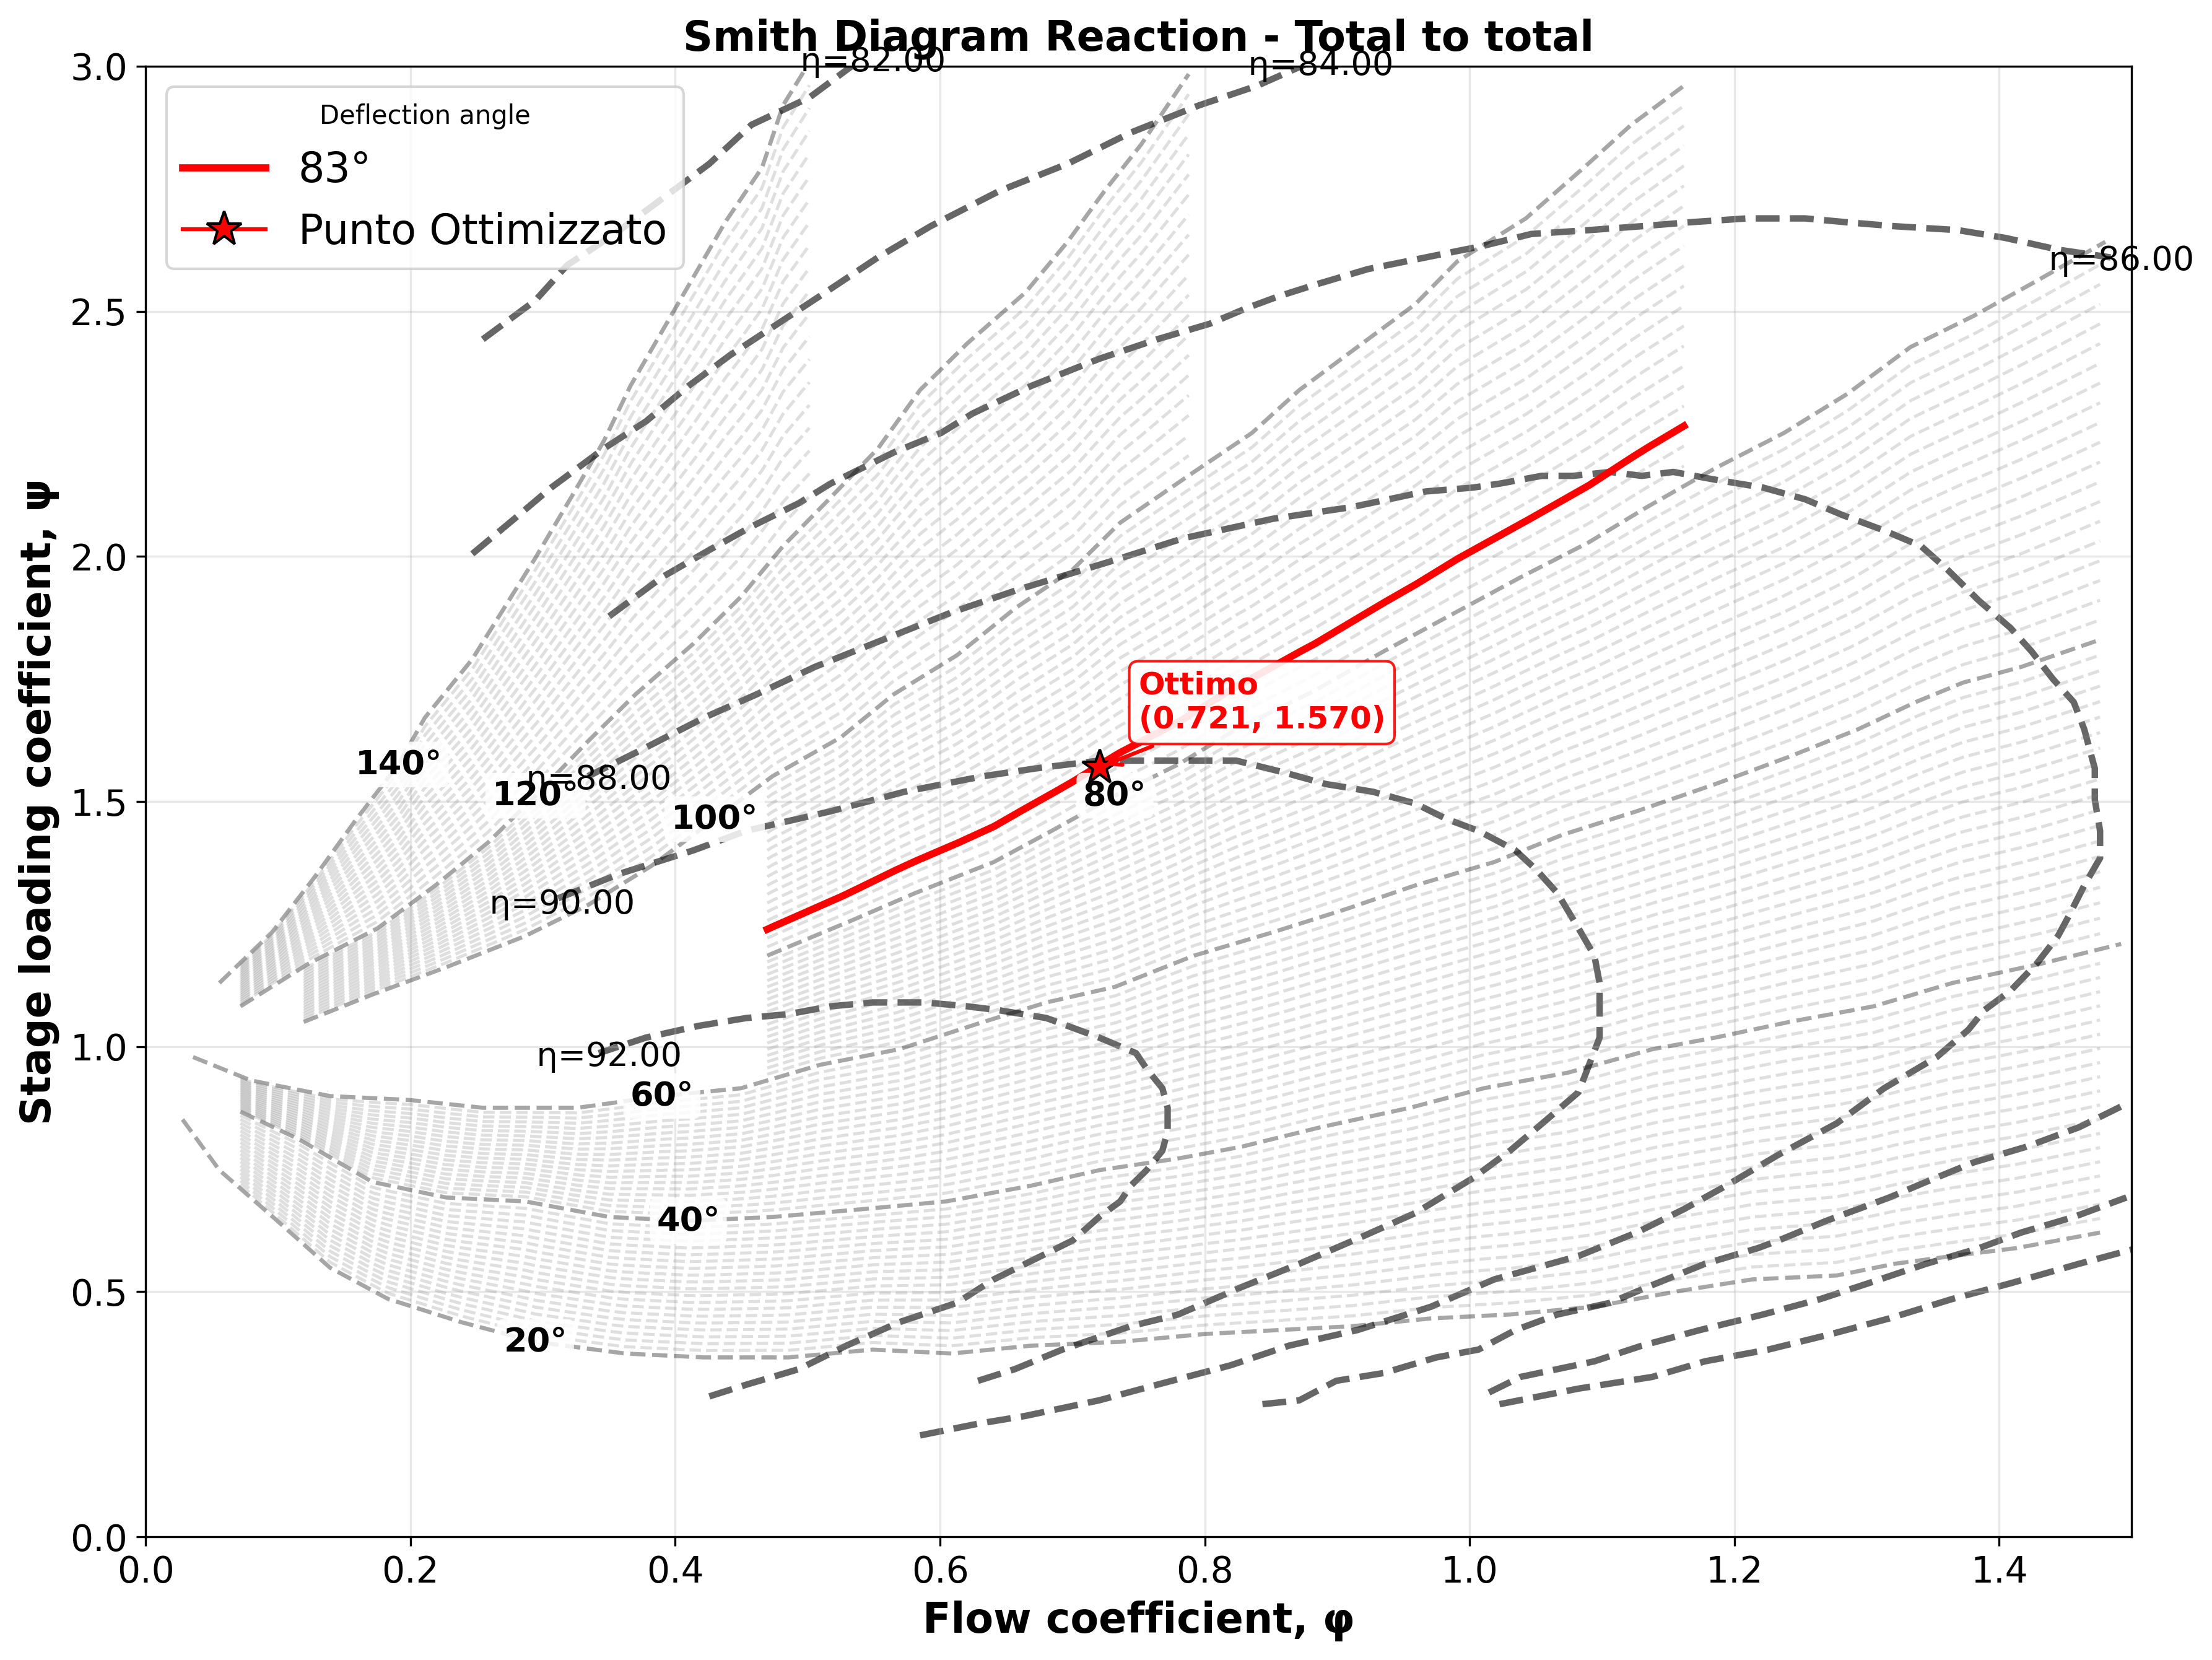 Smith Diagram Reaction - Total to total
η=82.00
η=84.00
Deflection angle
83°
Punto Ottimizzato
η=86.00
Ottimo
(0.721, 1.570)
140°
η=88.00
120°
80°
100°
η=90.00
η=92.00
60°
40°
20°
3.0
2.5
2.0
1.5
1.0
0.5
0.0
0.0 0.2 0.4 0.6 0.8 1.0 1.2 1.4
Stage loading coefficient, ψ
Flow coefficient, φ